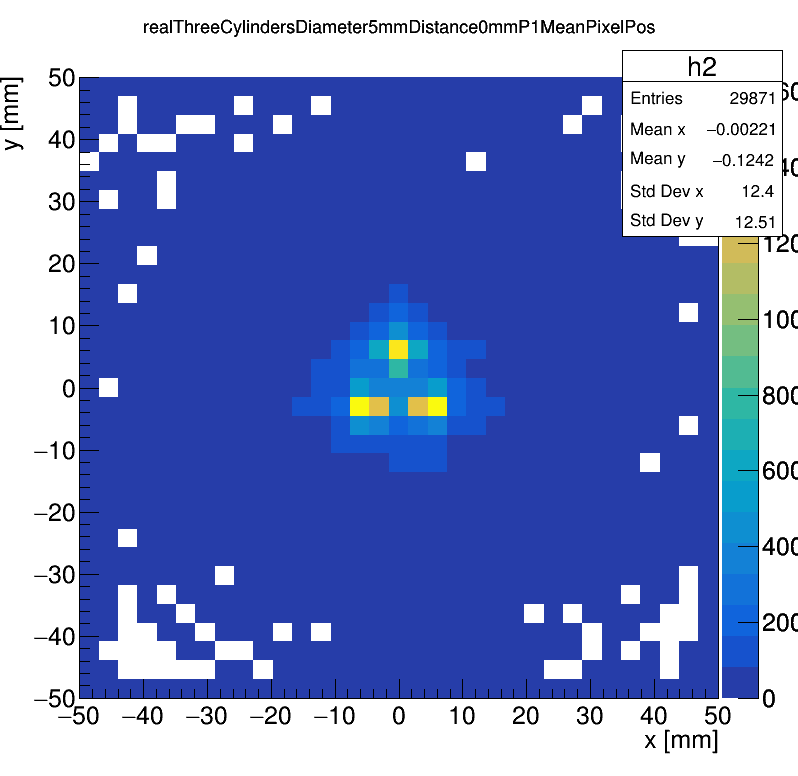 realThreeCylindersDiameter5mmDistance0mmP1MeanPixelPos
h2
Entries 29871
Mean x −0.00221
Mean y −0.1242
Std Dev x 12.4
Std Dev y 12.51
y [mm]
50
40
30
20
10
0
−10
−20
−30
−40
−50
−50 −40 −30 −20 −10 0 10 20 30 40 50
x [mm]
120
100
800
600
400
200
0